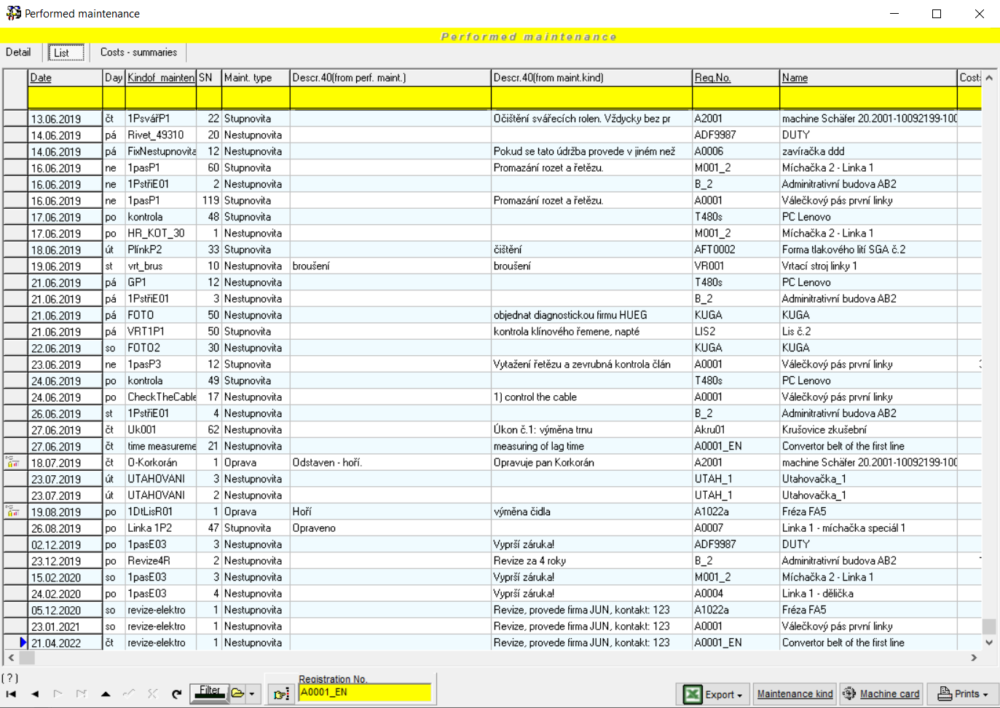 Performed maintenance
Performed maintenance
Detail List Costs - summaries
Date Day Kindof mainten SN Maint. type Descr.40(from perf. maint.) Descr.40(from maint.kind) Reg.No. Name Cost
13.06.2019 čt 1PsvářP1 22 Stupnovita Očištění svářecích rolen. Vždycky bez pr A2001 machine Schäfer 20.2001-10092199-100
14.06.2019 pá Rivet_49310 20 Nestupnovita ADF9987 DUTY
14.06.2019 pá FixNestupnovita 12 Nestupnovita Pokud se tato údržba provede v jiném než A0006 zavíračka ddd
16.06.2019 ne 1pasP1 60 Stupnovita Promazání rozet a řetězu. M001_2 Míchačka 2 - Linka 1
16.06.2019 ne 1PstřiE01 2 Nestupnovita B_2 Adminitrativní budova AB2
16.06.2019 ne 1pasP1 119 Stupnovita Promazání rozet a řetězu. A0001 Válečkový pás první linky
17.06.2019 po kontrola 48 Stupnovita T480s PC Lenovo
17.06.2019 po HR_KOT_30 1 Nestupnovita M001_2 Míchačka 2 - Linka 1
18.06.2019 út PlínkP2 33 Stupnovita čištění AFT0002 Forma tlakového lití SGA č.2
19.06.2019 st vrt_brus 10 Nestupnovita broušení broušení VR001 Vrtací stroj linky 1
21.06.2019 pá GP1 12 Nestupnovita T480s PC Lenovo
21.06.2019 pá 1PstřiE01 3 Nestupnovita B_2 Adminitrativní budova AB2
21.06.2019 pá FOTO 50 Nestupnovita objednat diagnostickou firmu HUEG KUGA KUGA
21.06.2019 pá VRT1P1 50 Stupnovita kontrola klínového řemene, napté LIS2 Lis č.2
22.06.2019 so FOTO2 30 Nestupnovita KUGA KUGA
23.06.2019 ne 1pasP3 12 Stupnovita Vytažení řetězu a zevrubná kontrola člán A0001 Válečkový pás první linky
24.06.2019 po kontrola 49 Stupnovita T480s PC Lenovo
24.06.2019 po CheckTheCable 17 Nestupnovita 1) control the cable A0001 Válečkový pás první linky
26.06.2019 st 1PstřiE01 4 Nestupnovita B_2 Adminitrativní budova AB2
27.06.2019 čt Uk001 62 Nestupnovita Úkon č.1: výměna trnu Akru01 Krušovice zkušební
27.06.2019 čt time measureme 21 Nestupnovita measuring of lag time A0001_EN Convertor belt of the first line
18.07.2019 čt O-Korkorán 1 Oprava Odstaven - hoří. Opravuje pan Korkorán A2001 machine Schäfer 20.2001-10092199-100
23.07.2019 út UTAHOVANI 3 Nestupnovita UTAH_1 Utahovačka_1
23.07.2019 út UTAHOVANI 2 Nestupnovita UTAH_1 Utahovačka_1
19.08.2019 po 1DtLisR01 1 Oprava Hoří výměna čidla A1022a Fréza FA5
26.08.2019 po Linka 1P2 47 Stupnovita Opraveno A0007 Linka 1 - míchačka speciál 1
02.12.2019 po 1pasE03 3 Nestupnovita Vyprší záruka! ADF9987 DUTY
23.12.2019 po Revize4R 2 Nestupnovita Revize za 4 roky B_2 Adminitrativní budova AB2
15.02.2020 so 1pasE03 3 Nestupnovita Vyprší záruka! M001_2 Míchačka 2 - Linka 1
24.02.2020 po 1pasE03 4 Nestupnovita Vyprší záruka! A0004 Linka 1 - dělička
05.12.2020 so revize-elektro 1 Nestupnovita Revize, provede firma JUN, kontakt: 123 A1022a Fréza FA5
23.01.2021 so revize-elektro 1 Nestupnovita Revize, provede firma JUN, kontakt: 123 A0001 Válečkový pás první linky
21.04.2022 čt revize-elektro 1 Nestupnovita Revize, provede firma JUN, kontakt: 123 A0001_EN Convertor belt of the first line
(?)
Registration No.
Filter A0001_EN Export Maintenance kind Machine card Prints